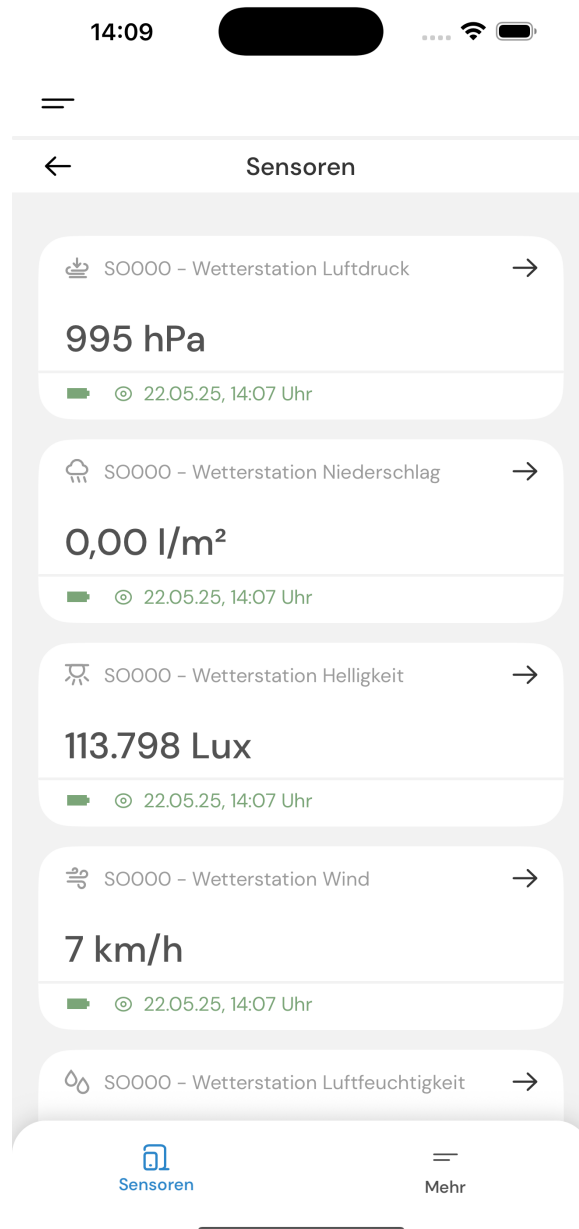 14:09
Sensoren
SO000 - Wetterstation Luftdruck
995 hPa
22.05.25, 14:07 Uhr
SO000 - Wetterstation Niederschlag
0,00 l/m²
22.05.25, 14:07 Uhr
SO000 - Wetterstation Helligkeit
113.798 Lux
22.05.25, 14:07 Uhr
SO000 - Wetterstation Wind
7 km/h
22.05.25, 14:07 Uhr
SO000 - Wetterstation Luftfeuchtigkeit
Sensoren
Mehr